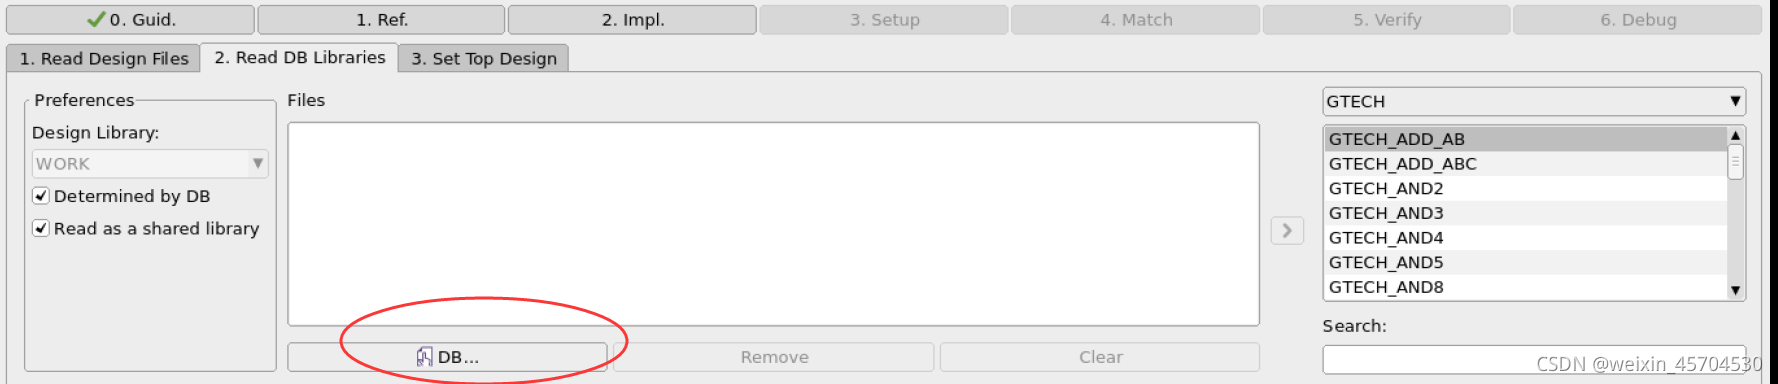 0. Guid.
1. Ref.
2. Impl.
3. Setup
4. Match
5. Verify
6. Debug
1. Read Design Files
2. Read DB Libraries
3. Set Top Design
Preferences
Design Library:
WORK
Determined by DB
Read as a shared library
Files
DB...
Remove
Clear
GTECH
GTECH_ADD_AB
GTECH_ADD_ABC
GTECH_AND2
GTECH_AND3
GTECH_AND4
GTECH_AND5
GTECH_AND8
Search:
CSDN @weixin_45704530